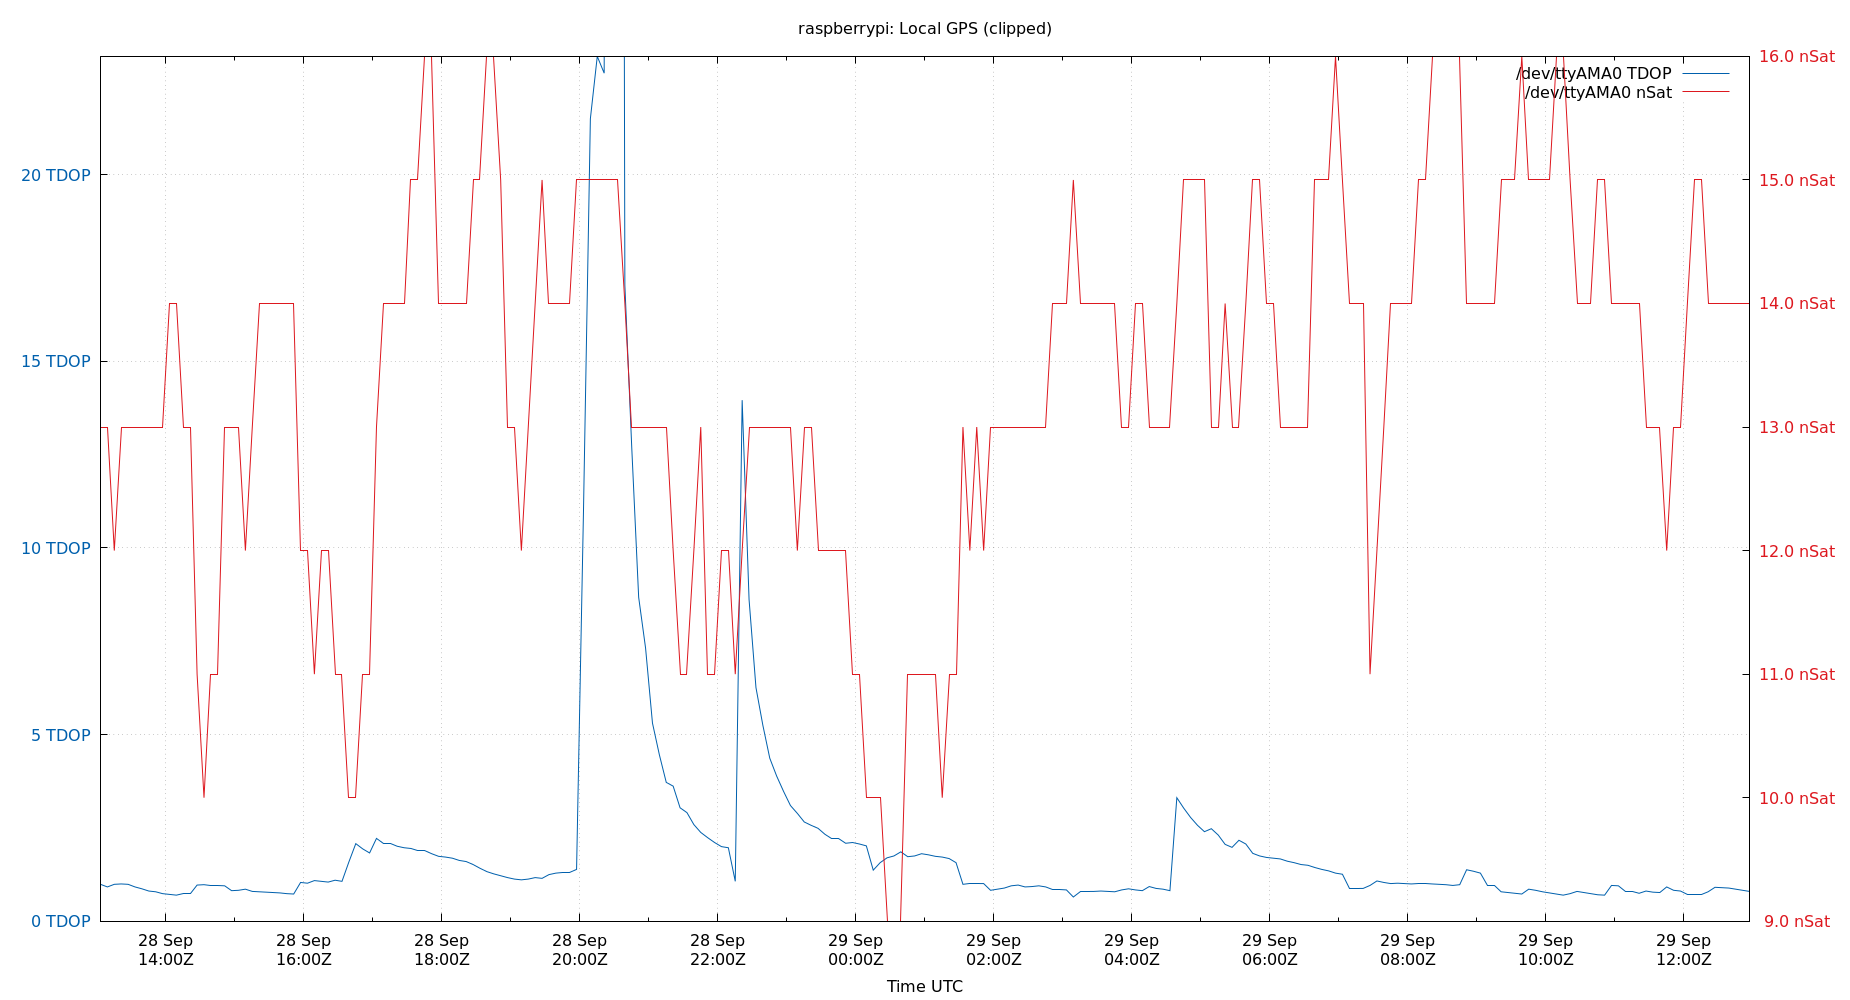 raspberrypi: Local GPS (clipped)
16.0 nSat
/dev/ttyAMA0 TDOP
/dev/ttyAMA0 nSat
20 TDOP
15.0 nSat
14.0 nSat
15 TDOP
13.0 nSat
10 TDOP
12.0 nSat
11.0 nSat
5 TDOP
10.0 nSat
0 TDOP
9.0 nSat
28 Sep
14:00Z
28 Sep
16:00Z
28 Sep
18:00Z
28 Sep
20:00Z
28 Sep
22:00Z
29 Sep
00:00Z
29 Sep
02:00Z
29 Sep
04:00Z
29 Sep
06:00Z
29 Sep
08:00Z
29 Sep
10:00Z
29 Sep
12:00Z
Time UTC